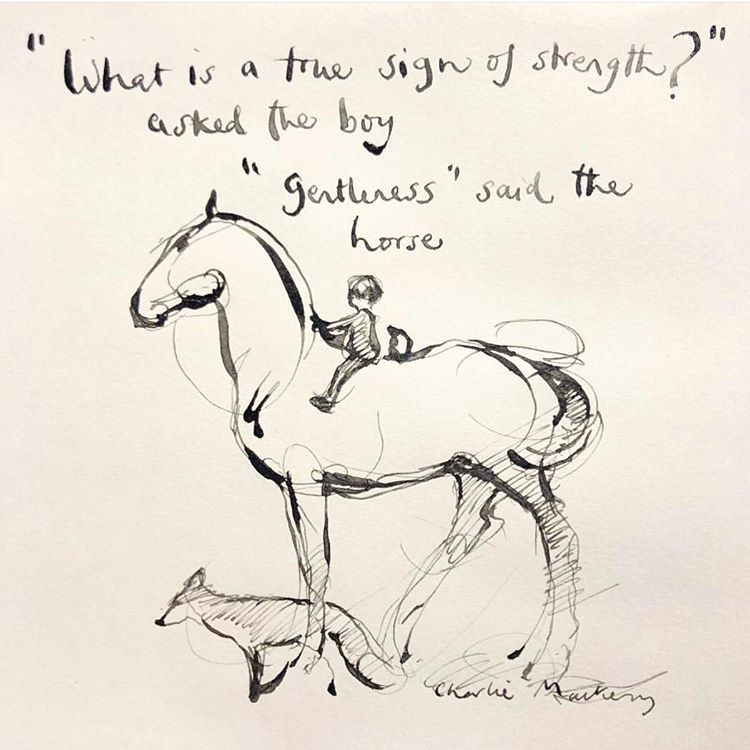 "What is a true sign of strength?"
asked the boy
"gentleness" said the
horse
Charlie Mackesy